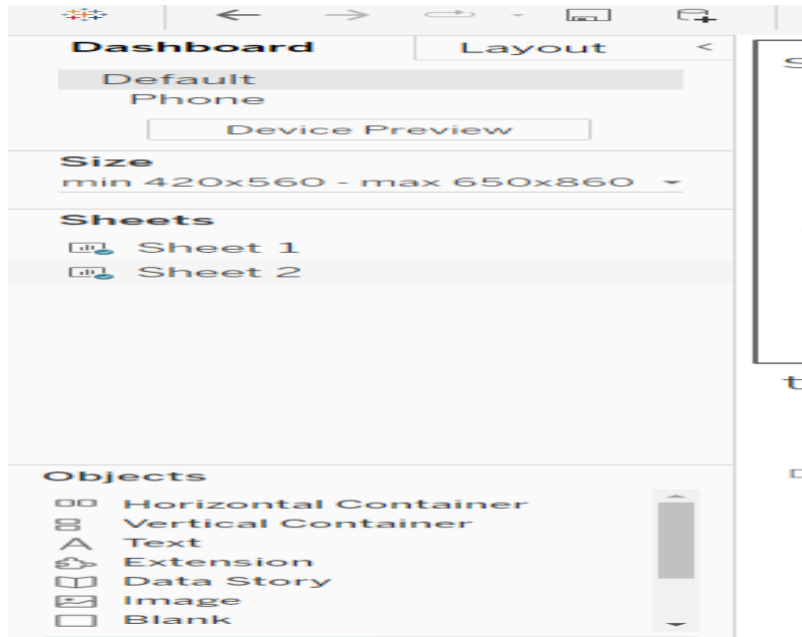 Dashboard Layout <
Default
Phone
Device Preview
Size
min 420x560 - max 650x860
Sheets
Sheet 1
Sheet 2
Objects
Horizontal Container
Vertical Container
Text
Extension
Data Story
Image
Blank